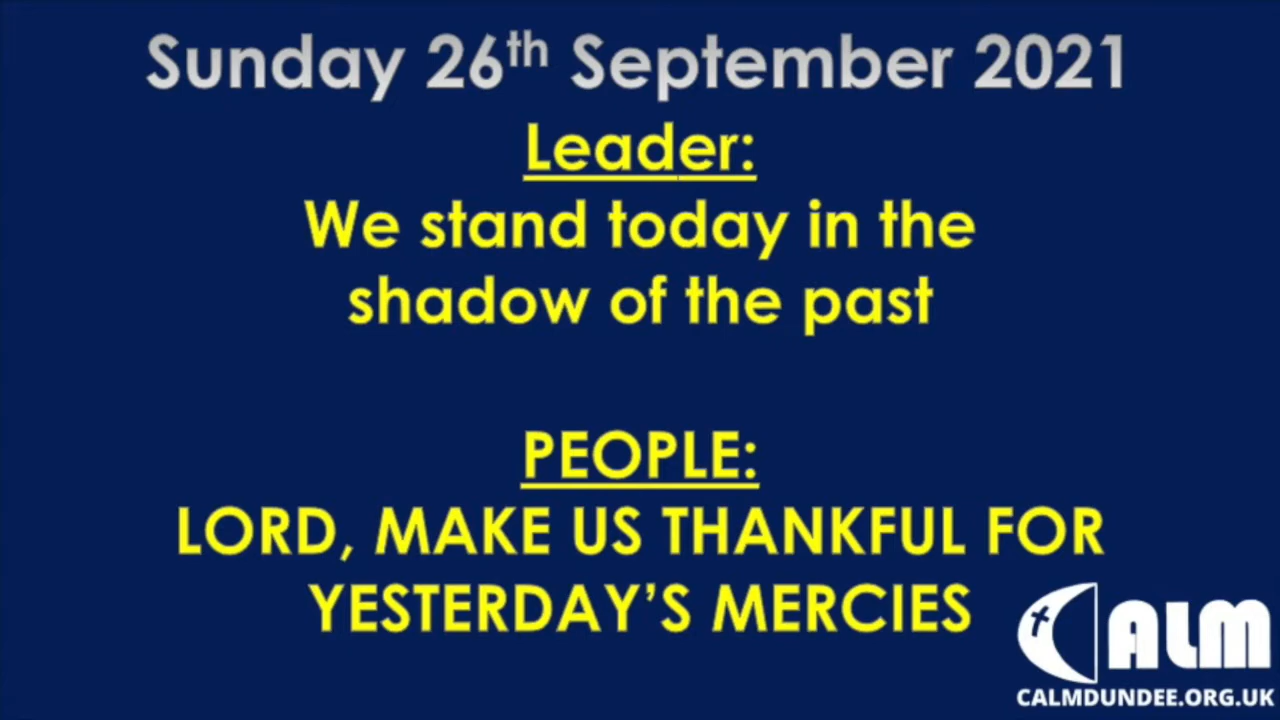 Sunday 26th September 2021
Leader:
We stand today in the
shadow of the past
PEOPLE:
LORD, MAKE US THANKFUL FOR
YESTERDAY’S MERCIES
CALM
CALMDUNDEE.ORG.UK